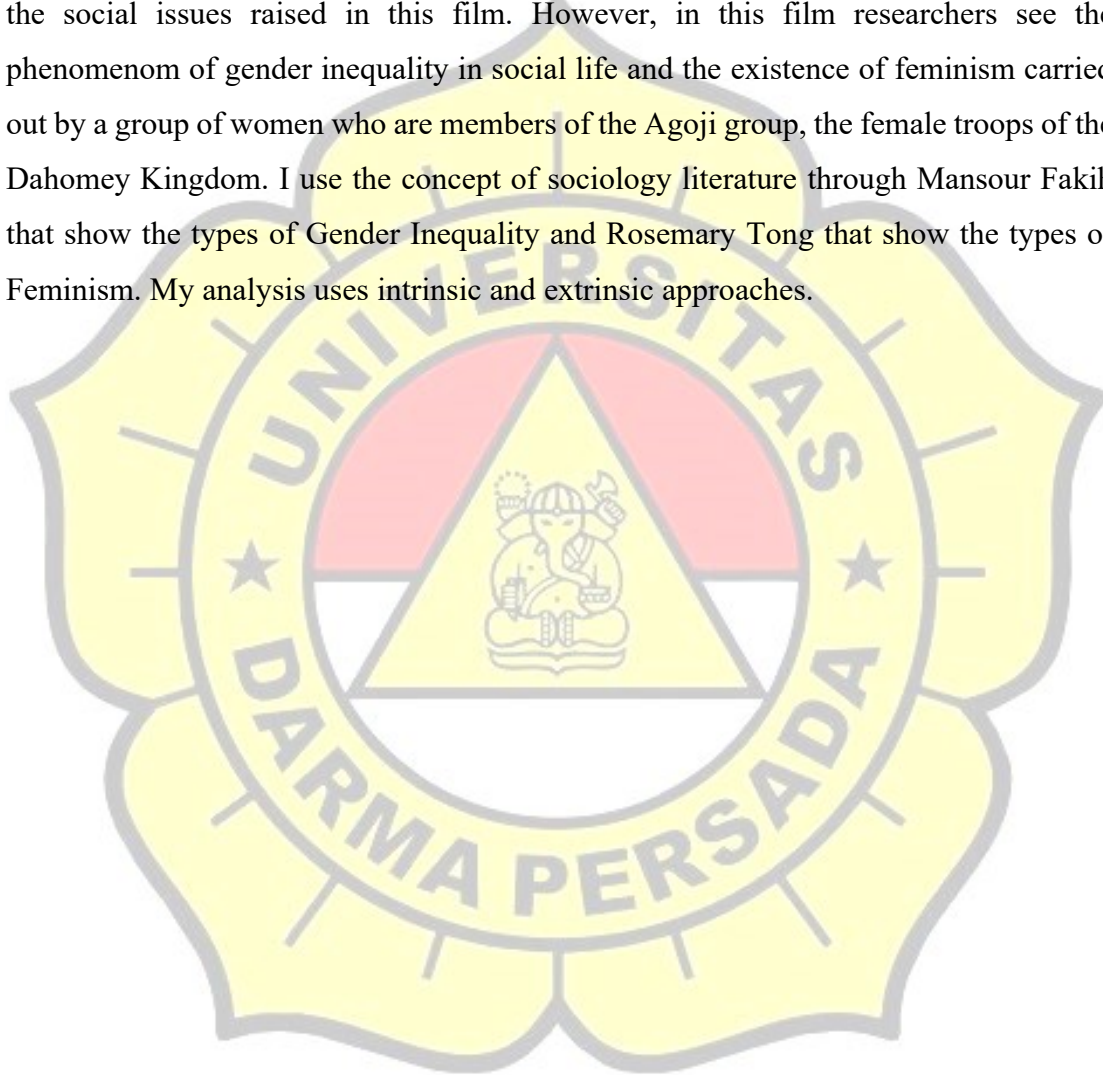 the social issues raised in this film. However, in this film researchers see the
phenomenom of gender inequality in social life and the existence of feminism carried
out by a group of women who are members of the Agoji group, the female troops of the
Dahomey Kingdom. I use the concept of sociology literature through Mansour Fakih
that show the types of Gender Inequality and Rosemary Tong that show the types of
Feminism. My analysis uses intrinsic and extrinsic approaches.
UNIVERSITAS
DARMA PERSADA